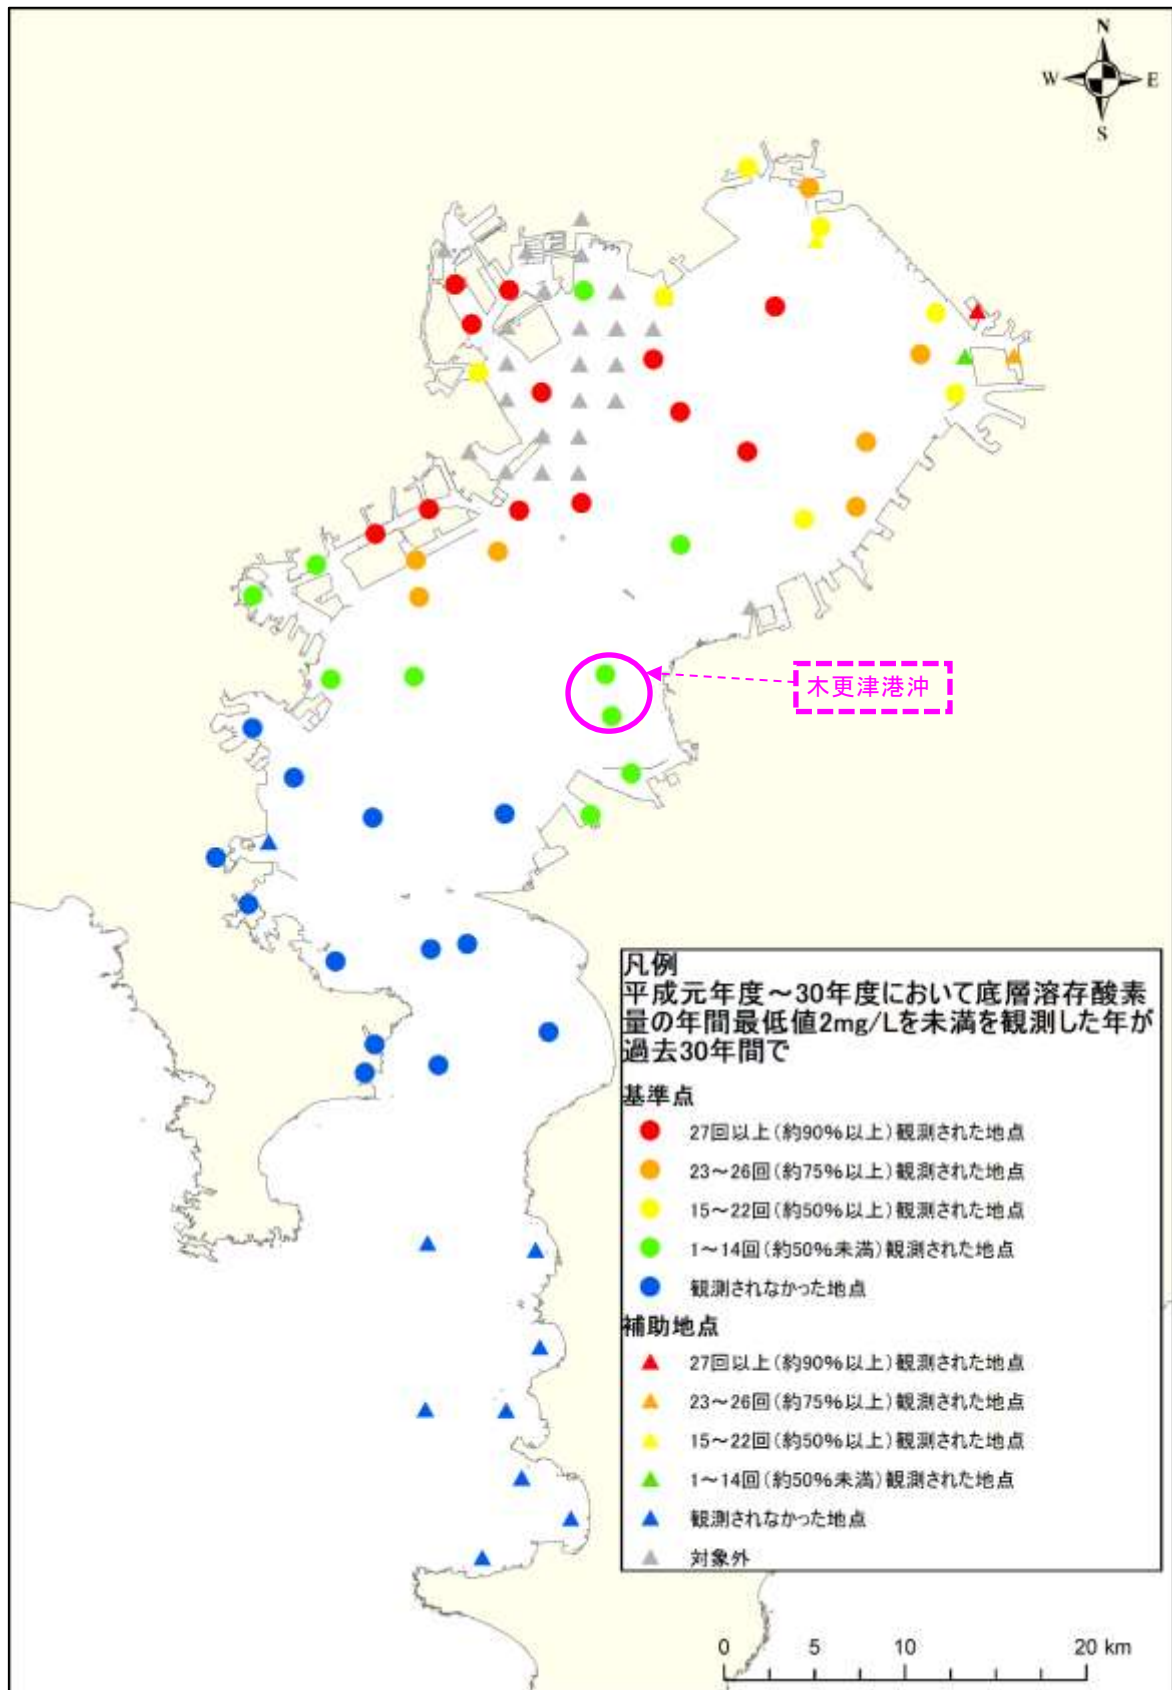 N
W E
S
木更津港沖
凡例
平成元年度～30年度において底層溶存酸素
量の年間最低値2mg/Lを未満を観測した年が
過去30年間で
基準点
27回以上(約90%以上)観測された地点
23～26回(約75%以上)観測された地点
15～22回(約50%以上)観測された地点
1～14回(約50%未満)観測された地点
観測されなかった地点
補助地点
27回以上(約90%以上)観測された地点
23～26回(約75%以上)観測された地点
15～22回(約50%以上)観測された地点
1～14回(約50%未満)観測された地点
観測されなかった地点
対象外
0 5 10 20 km